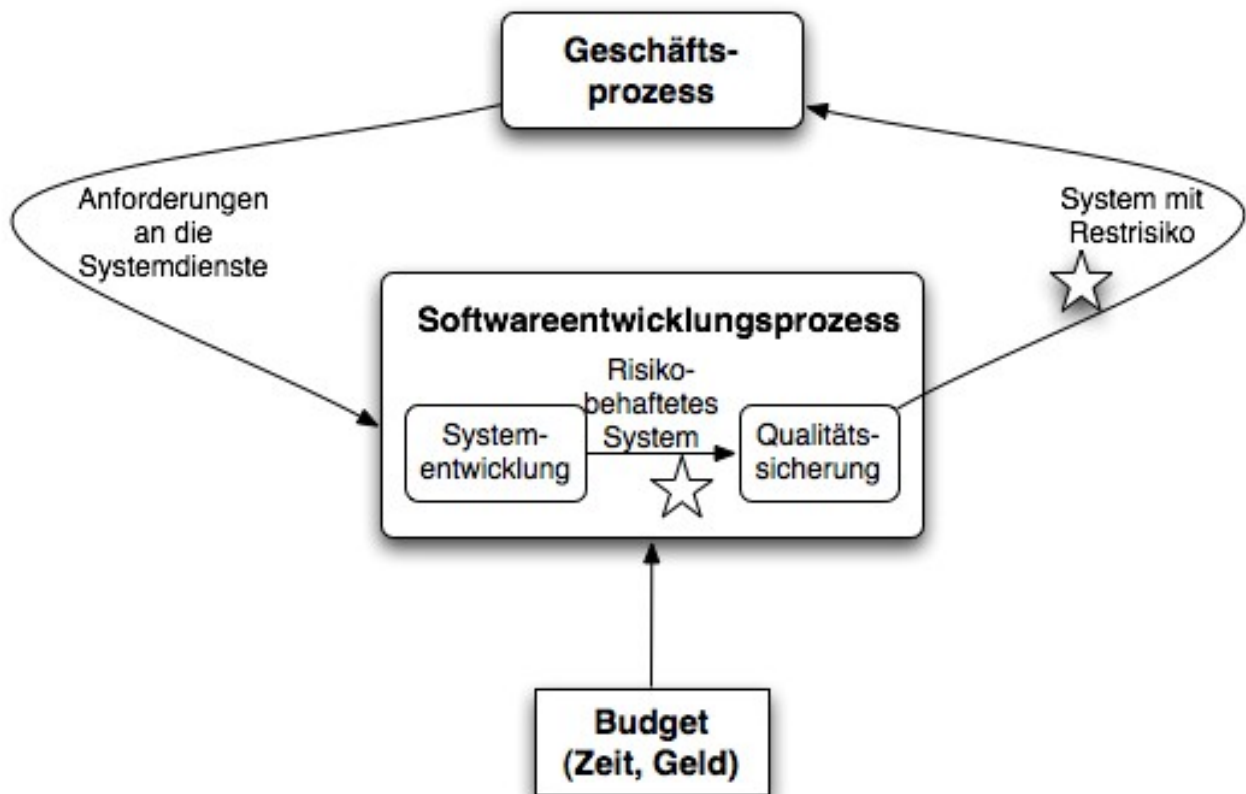 Geschäfts-
prozess
Anforderungen
an die
Systemdienste
System mit
Restrisiko
Softwareentwicklungsprozess
Risiko-
behaftetes
System
System-
entwicklung
Qualitäts-
sicherung
Budget
(Zeit, Geld)